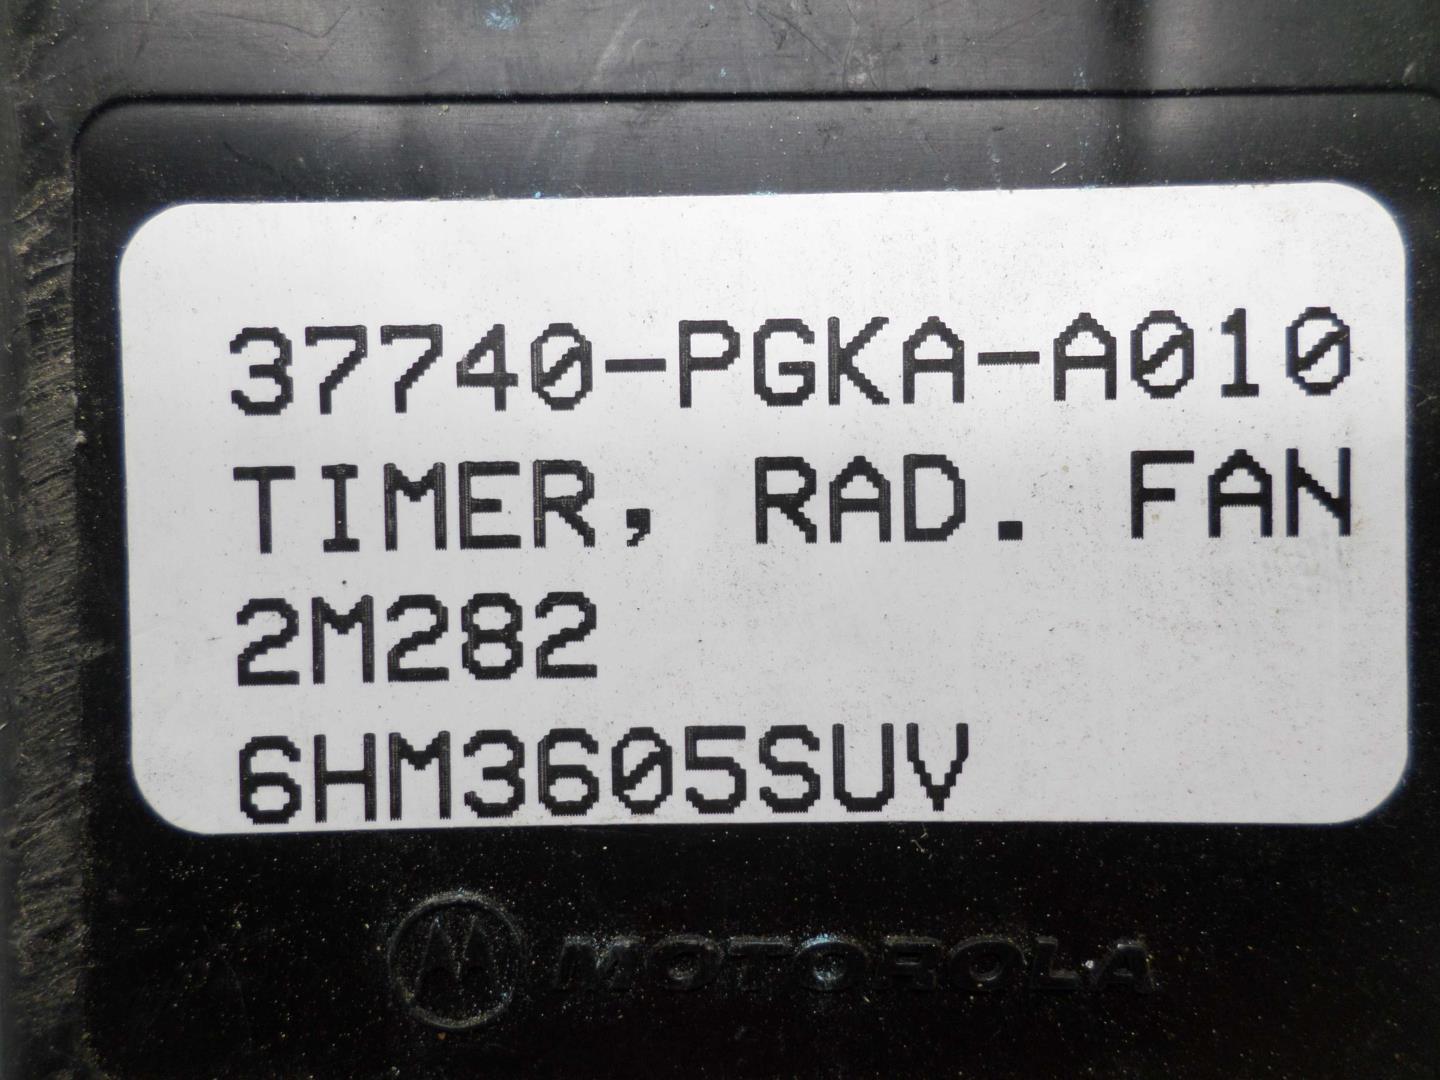 37740-PGKA-A010
TIMER, RAD. FAN
2M282
6HM3605SUV
MOTOROLA